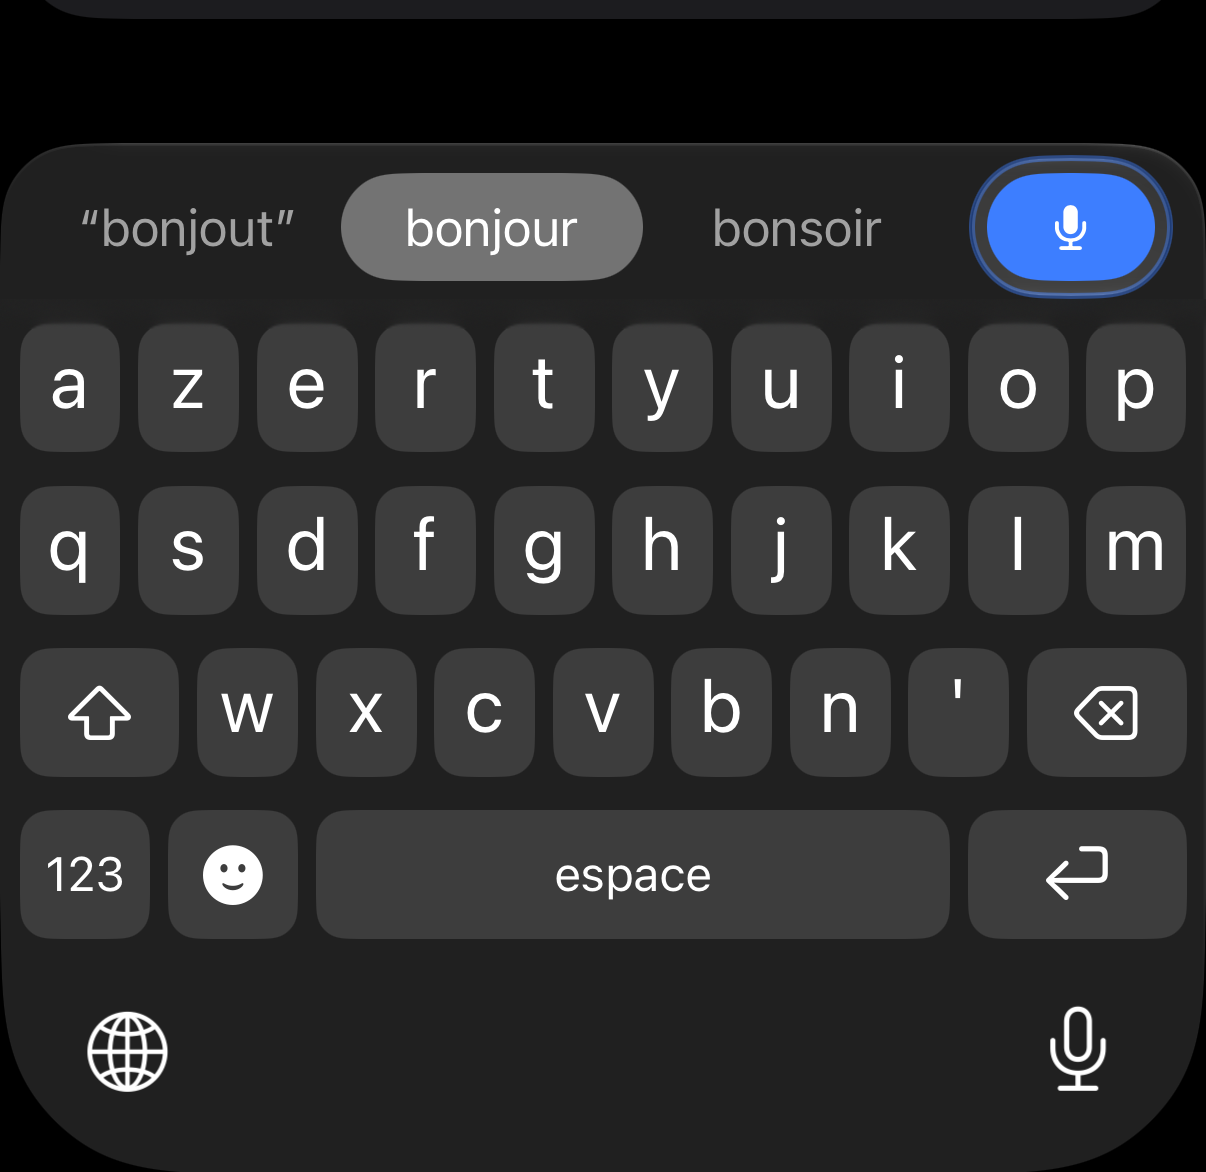 “bonjout” bonjour bonsoir
a z e r t y u i o p
q s d f g h j k l m
w x c v b n '
123 espace